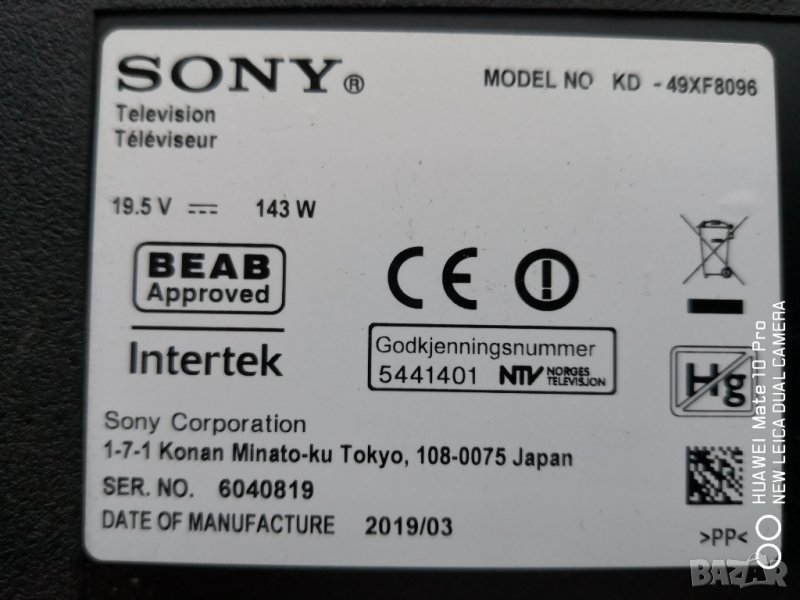 SONY®
MODEL NO KD - 49XF8096
Television
Téléviseur
19.5 V 143 W
BEAB
Approved
CE
Intertek
Godkjenningsnummer
5441401 NTV NORGES
TELEVISJON
Hg
Sony Corporation
1-7-1 Konan Minato-ku Tokyo, 108-0075 Japan
SER. NO. 6040819
DATE OF MANUFACTURE 2019/03
>PP<
HUAWEI Mate 10 Pro
NEW LEICA DUAL CAMERA
BAZAR